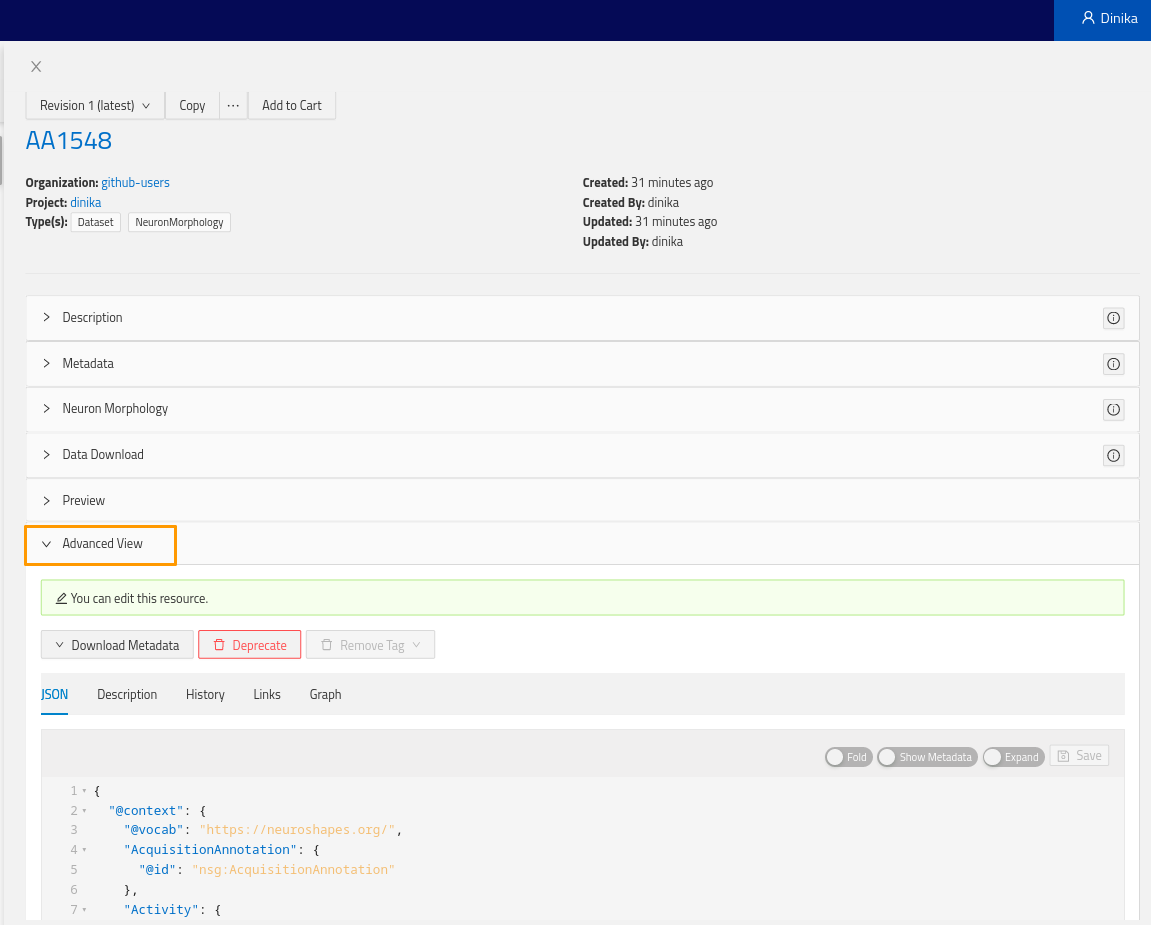 Dinika
Revision 1 (latest) Copy ··· Add to Cart
AA1548
Organization: github-users
Project: dinika
Type(s): Dataset NeuronMorphology
Created: 31 minutes ago
Created By: dinika
Updated: 31 minutes ago
Updated By: dinika
Description
Metadata
Neuron Morphology
Data Download
Preview
Advanced View
You can edit this resource.
Download Metadata Deprecate Remove Tag
JSON Description History Links Graph
Fold Show Metadata Expand Save
1 {
2 "@context": {
3 "@vocab": "https://neuroshapes.org/",
4 "AcquisitionAnnotation": {
5 "@id": "nsg:AcquisitionAnnotation"
6 },
7 "Activity": {